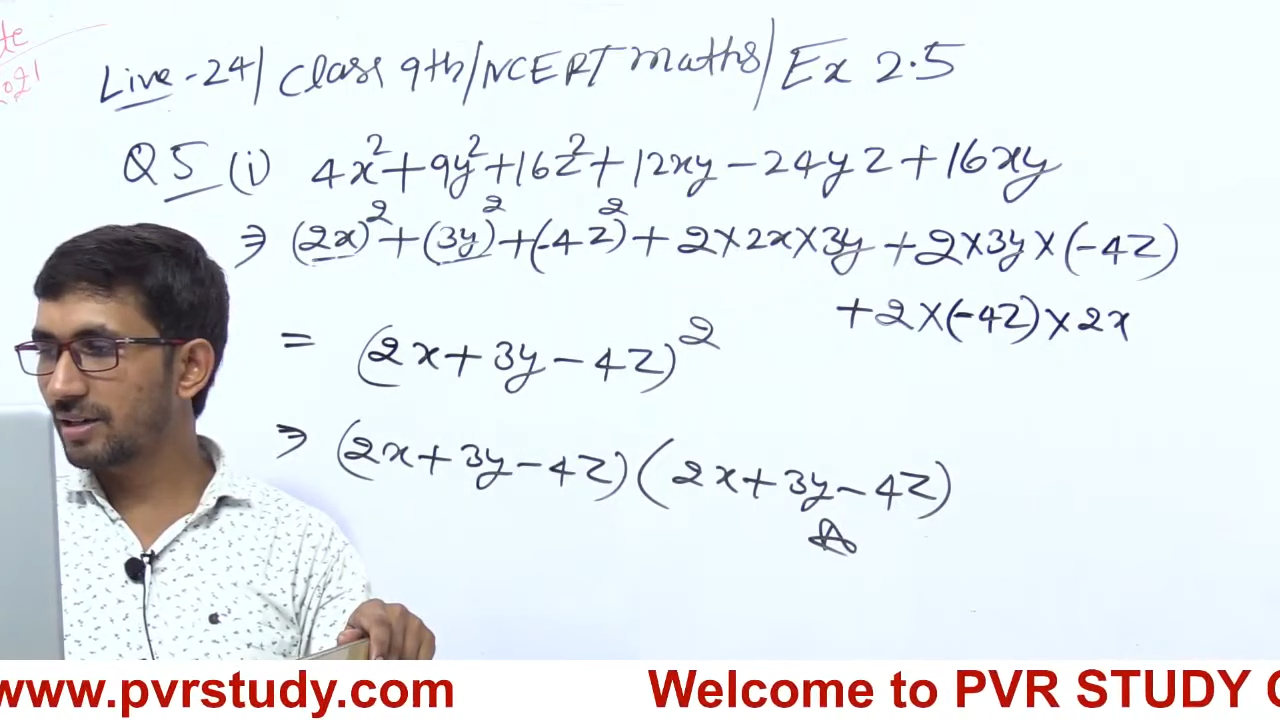 te
2021
Live-24/ Class 9th/NCERT maths/ Ex 2.5
Q5 (i) 4x²+9y²+16z²+12xy-24yz+16xy
⇒ (2x)²+(3y)²+(-4z)²+2×2x×3y+2×3y×(-4z)
+2×(-4z)×2x
= (2x+3y-4z)²
⇒ (2x+3y-4z)(2x+3y-4z)
www.pvrstudy.com Welcome to PVR STUDY